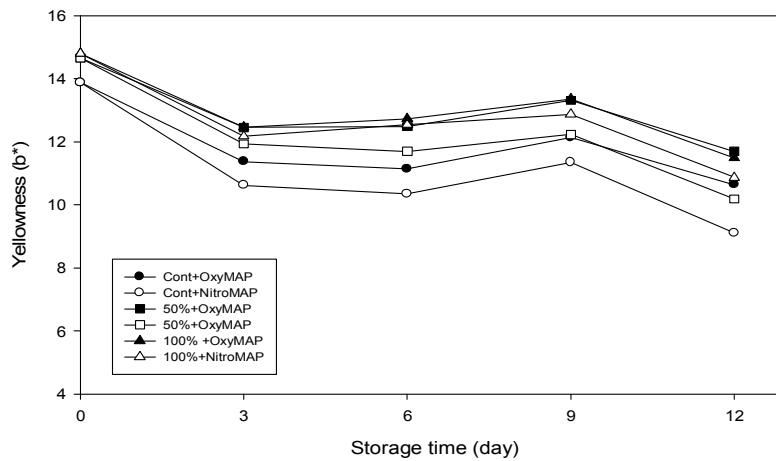 16
14
12
10
8
6
4
Yellowness (b*)
Cont+OxyMAP
Cont+NitroMAP
50%+OxyMAP
50%+OxyMAP
100% +OxyMAP
100%+NitroMAP
0 3 6 9 12
Storage time (day)